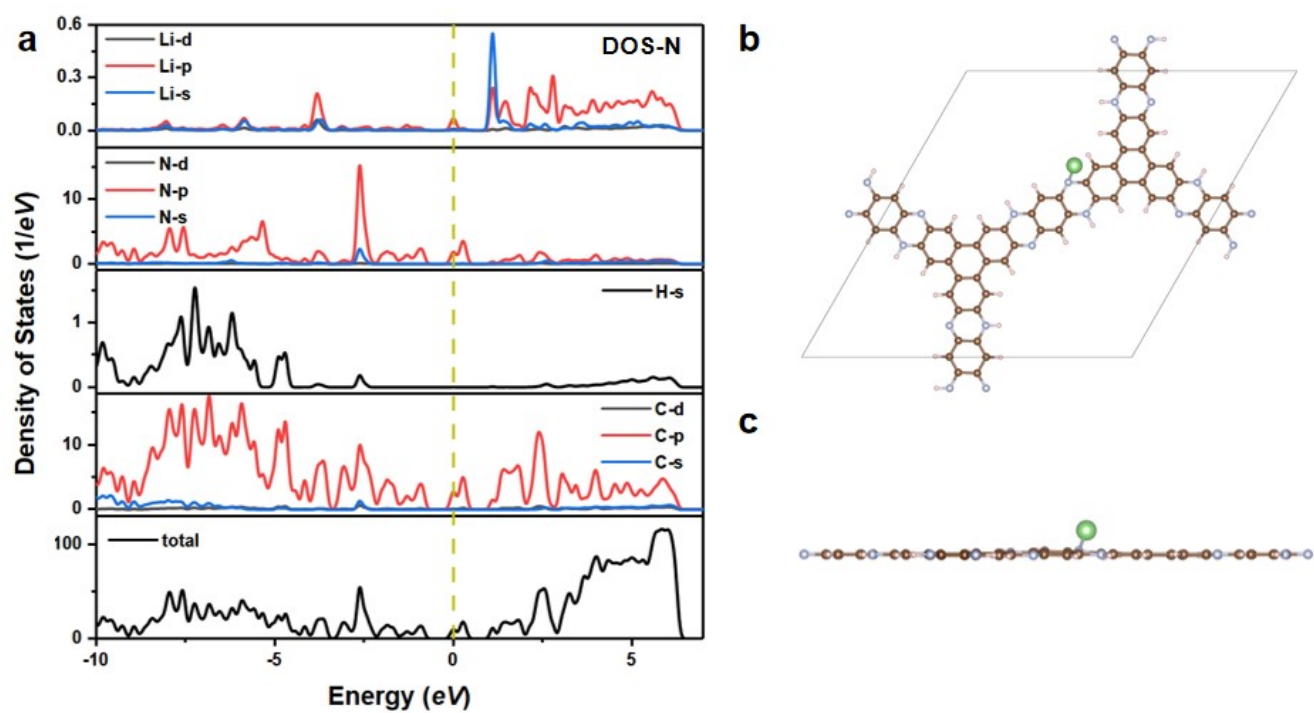 a
DOS-N
Li-d
Li-p
Li-s
0.6
0.3
0.0
N-d
N-p
N-s
10
0
H-s
1
0
C-d
C-p
C-s
10
0
total
100
0
-10
-5
0
5
Density of States (1/eV)
Energy (eV)
b
c